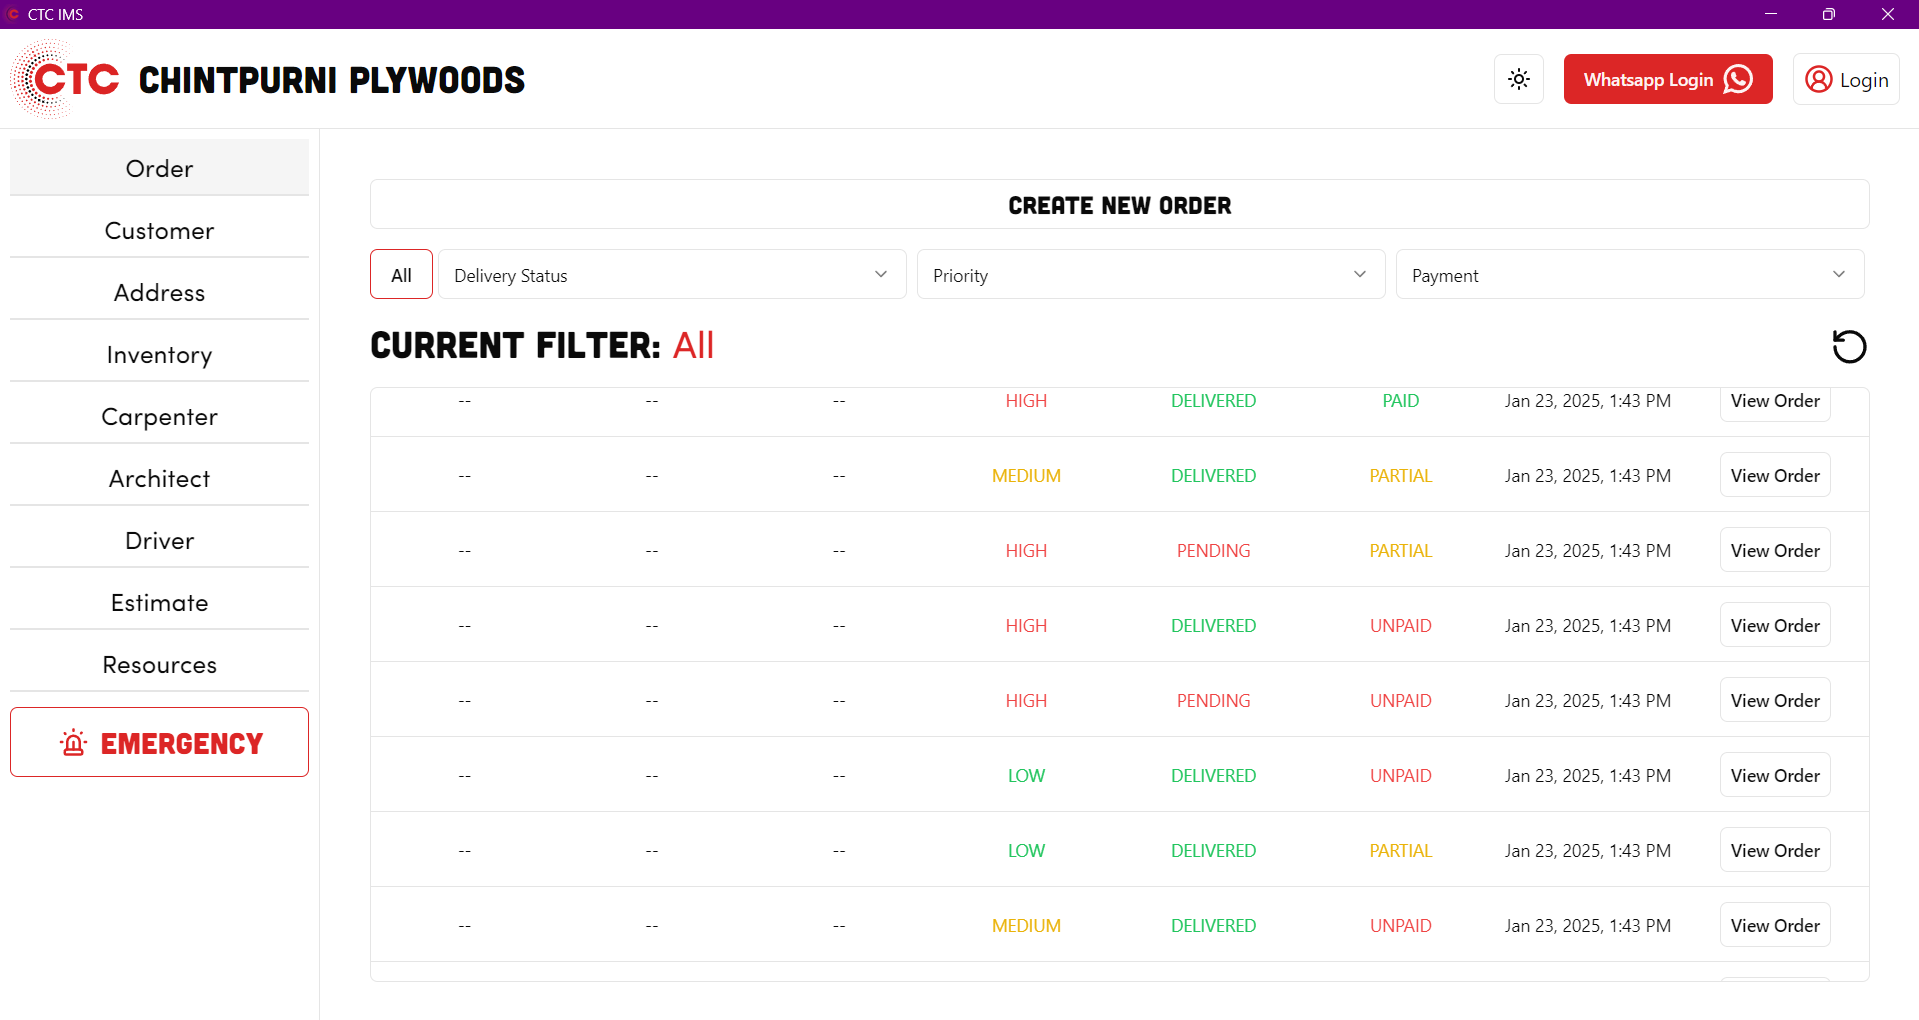 CTC IMS
CTC CHINTPURNI PLYWOODS
Whatsapp Login
Login
Order
Customer
Address
Inventory
Carpenter
Architect
Driver
Estimate
Resources
EMERGENCY
CREATE NEW ORDER
All Delivery Status Priority Payment
CURRENT FILTER: All
-- -- -- HIGH DELIVERED PAID Jan 23, 2025, 1:43 PM View Order
-- -- -- MEDIUM DELIVERED PARTIAL Jan 23, 2025, 1:43 PM View Order
-- -- -- HIGH PENDING PARTIAL Jan 23, 2025, 1:43 PM View Order
-- -- -- HIGH DELIVERED UNPAID Jan 23, 2025, 1:43 PM View Order
-- -- -- HIGH PENDING UNPAID Jan 23, 2025, 1:43 PM View Order
-- -- -- LOW DELIVERED UNPAID Jan 23, 2025, 1:43 PM View Order
-- -- -- LOW DELIVERED PARTIAL Jan 23, 2025, 1:43 PM View Order
-- -- -- MEDIUM DELIVERED UNPAID Jan 23, 2025, 1:43 PM View Order